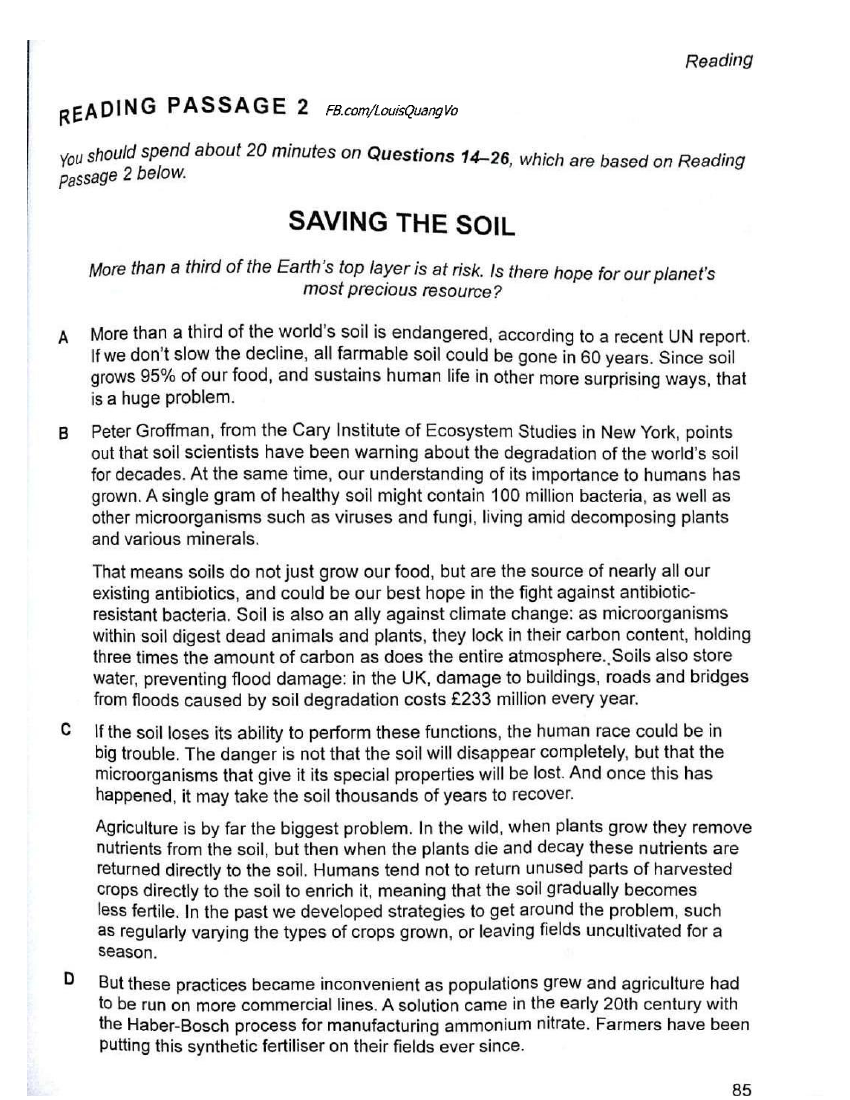 Reading
READING PASSAGE 2 FB.com/LouisQuangVo
You should spend about 20 minutes on Questions 14–26, which are based on Reading
Passage 2 below.
SAVING THE SOIL
More than a third of the Earth's top layer is at risk. Is there hope for our planet's
most precious resource?
A More than a third of the world's soil is endangered, according to a recent UN report.
If we don't slow the decline, all farmable soil could be gone in 60 years. Since soil
grows 95% of our food, and sustains human life in other more surprising ways, that
is a huge problem.
B Peter Groffman, from the Cary Institute of Ecosystem Studies in New York, points
out that soil scientists have been warning about the degradation of the world's soil
for decades. At the same time, our understanding of its importance to humans has
grown. A single gram of healthy soil might contain 100 million bacteria, as well as
other microorganisms such as viruses and fungi, living amid decomposing plants
and various minerals.
That means soils do not just grow our food, but are the source of nearly all our
existing antibiotics, and could be our best hope in the fight against antibiotic-
resistant bacteria. Soil is also an ally against climate change: as microorganisms
within soil digest dead animals and plants, they lock in their carbon content, holding
three times the amount of carbon as does the entire atmosphere. Soils also store
water, preventing flood damage: in the UK, damage to buildings, roads and bridges
from floods caused by soil degradation costs £233 million every year.
C If the soil loses its ability to perform these functions, the human race could be in
big trouble. The danger is not that the soil will disappear completely, but that the
microorganisms that give it its special properties will be lost. And once this has
happened, it may take the soil thousands of years to recover.
Agriculture is by far the biggest problem. In the wild, when plants grow they remove
nutrients from the soil, but then when the plants die and decay these nutrients are
returned directly to the soil. Humans tend not to return unused parts of harvested
crops directly to the soil to enrich it, meaning that the soil gradually becomes
less fertile. In the past we developed strategies to get around the problem, such
as regularly varying the types of crops grown, or leaving fields uncultivated for a
season.
D But these practices became inconvenient as populations grew and agriculture had
to be run on more commercial lines. A solution came in the early 20th century with
the Haber-Bosch process for manufacturing ammonium nitrate. Farmers have been
putting this synthetic fertiliser on their fields ever since.
85